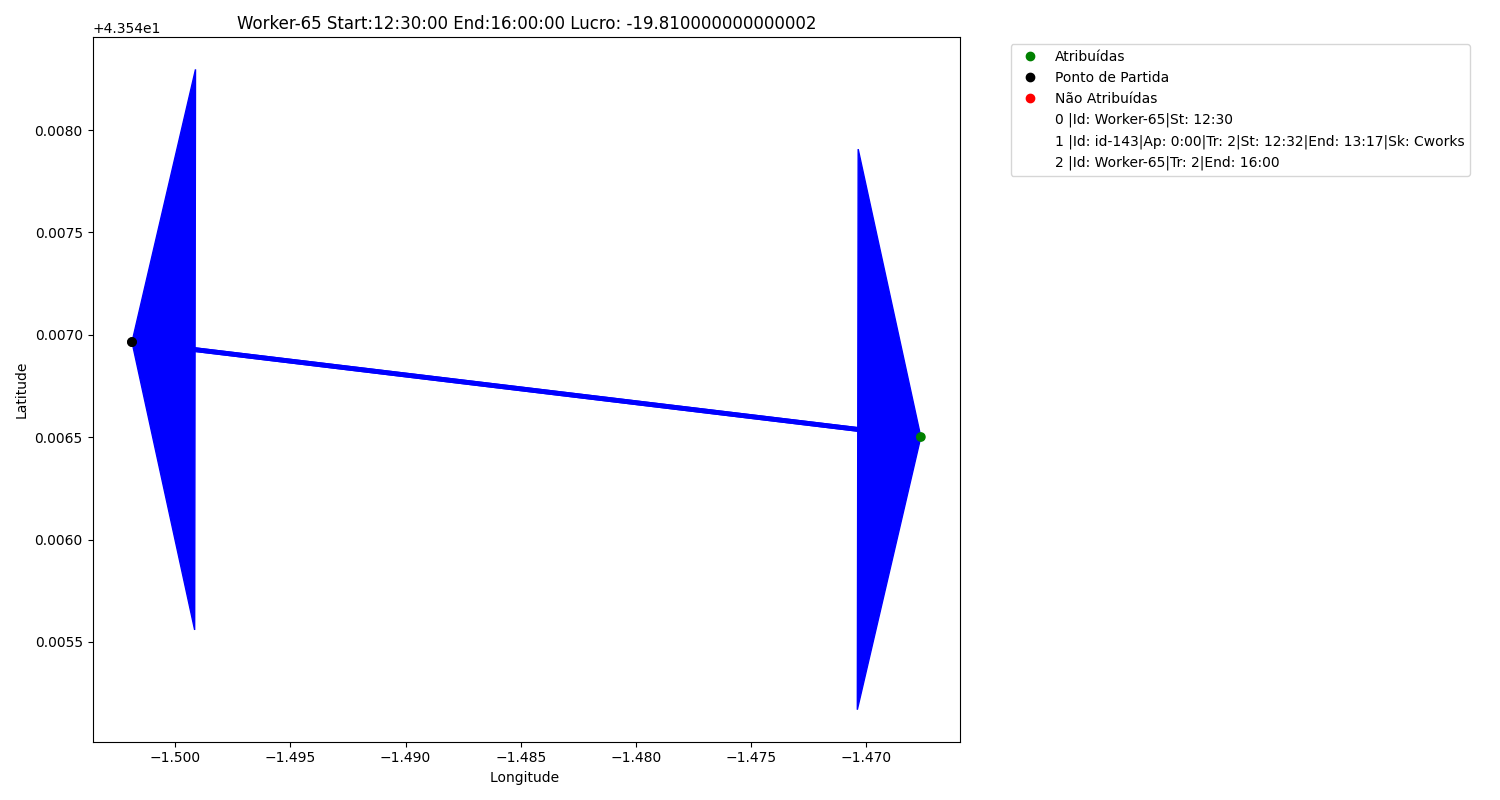 Worker-65 Start:12:30:00 End:16:00:00 Lucro: -19.810000000000002
+4.354e1
0.0080
0.0075
0.0070
0.0065
0.0060
0.0055
Latitude
−1.500
−1.495
−1.490
−1.485
−1.480
−1.475
−1.470
Longitude
Atribuídas
Ponto de Partida
Não Atribuídas
0 |Id: Worker-65|St: 12:30
1 |Id: id-143|Ap: 0:00|Tr: 2|St: 12:32|End: 13:17|Sk: Cworks
2 |Id: Worker-65|Tr: 2|End: 16:00